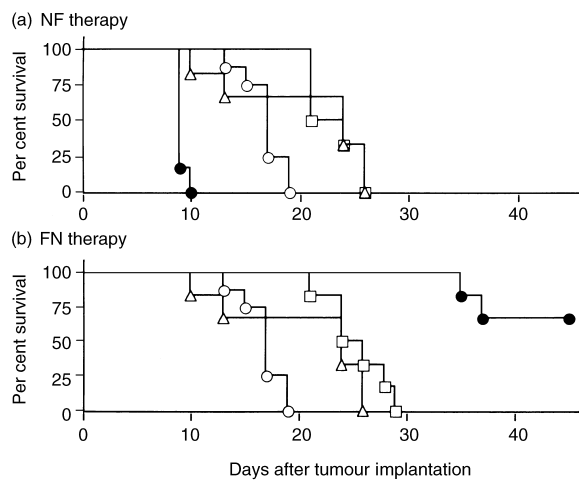 (a) NF therapy
Per cent survival
100
75
50
25
0
0 10 20 30 40
(b) FN therapy
Per cent survival
100
75
50
25
0
0 10 20 30 40
Days after tumour implantation